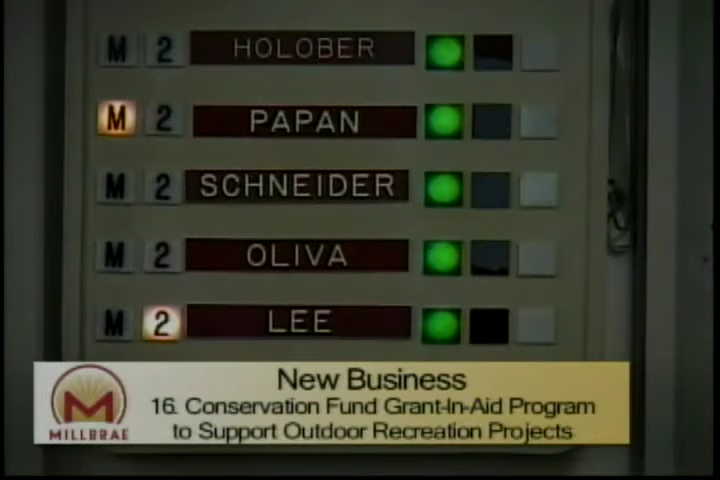 M 2 HOLOBER
M 2 PAPAN
M 2 SCHNEIDER
M 2 OLIVA
M 2 LEE
New Business
16. Conservation Fund Grant-In-Aid Program
to Support Outdoor Recreation Projects
M
MILLBRAE